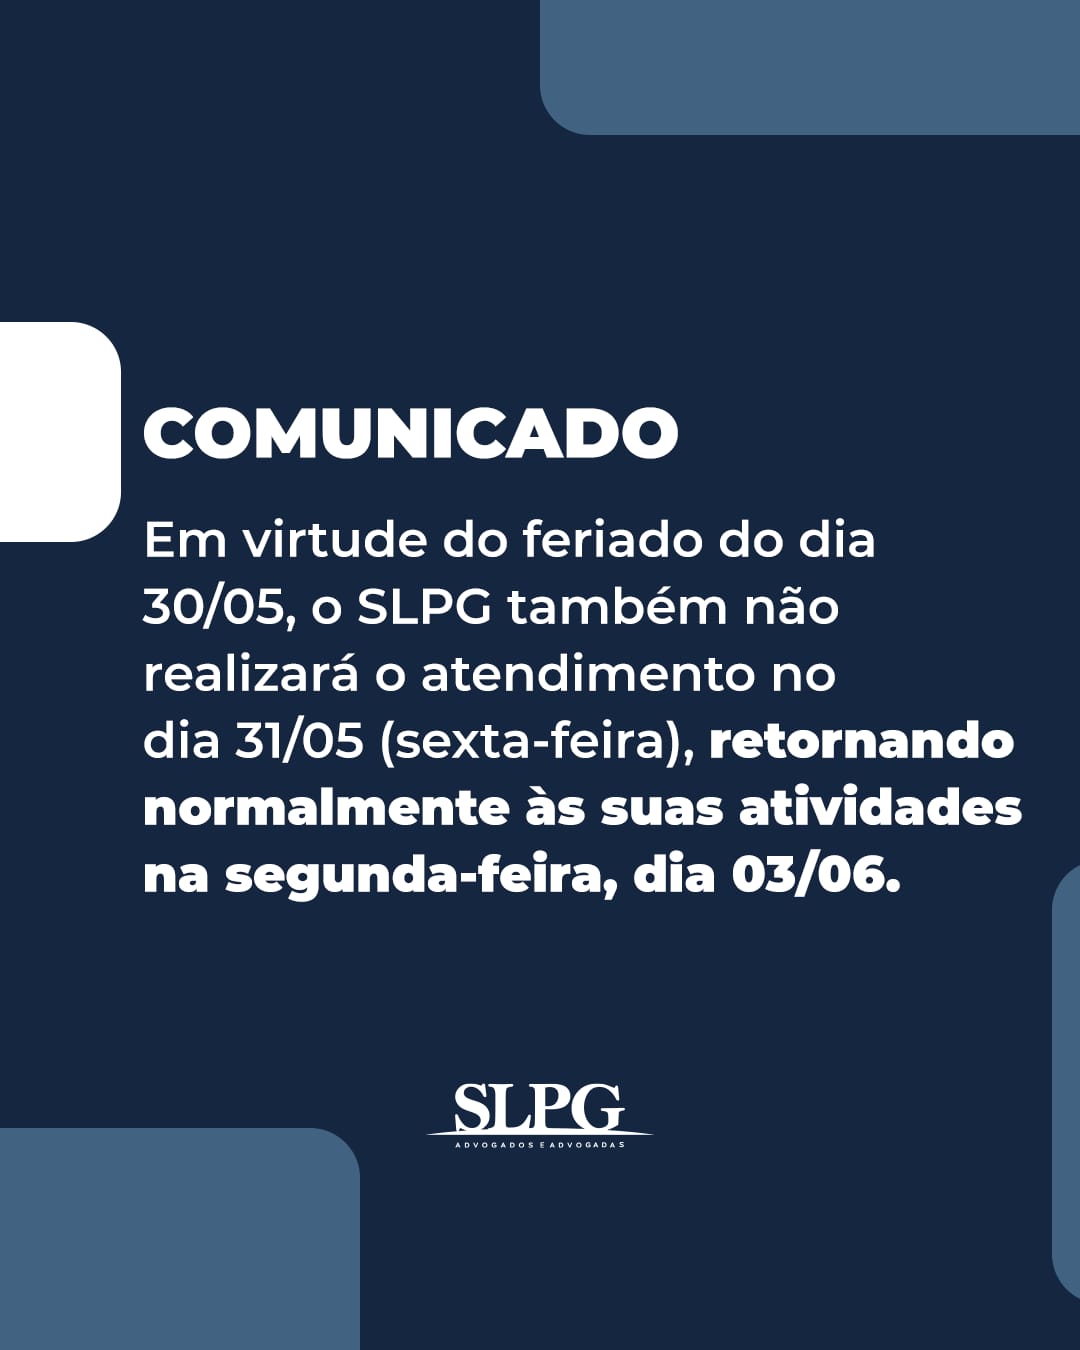 COMUNICADO
Em virtude do feriado do dia
30/05, o SLPG também não
realizará o atendimento no
dia 31/05 (sexta-feira), retornando
normalmente às suas atividades
na segunda-feira, dia 03/06.
SLPG
ADVOGADOS E ADVOGADAS